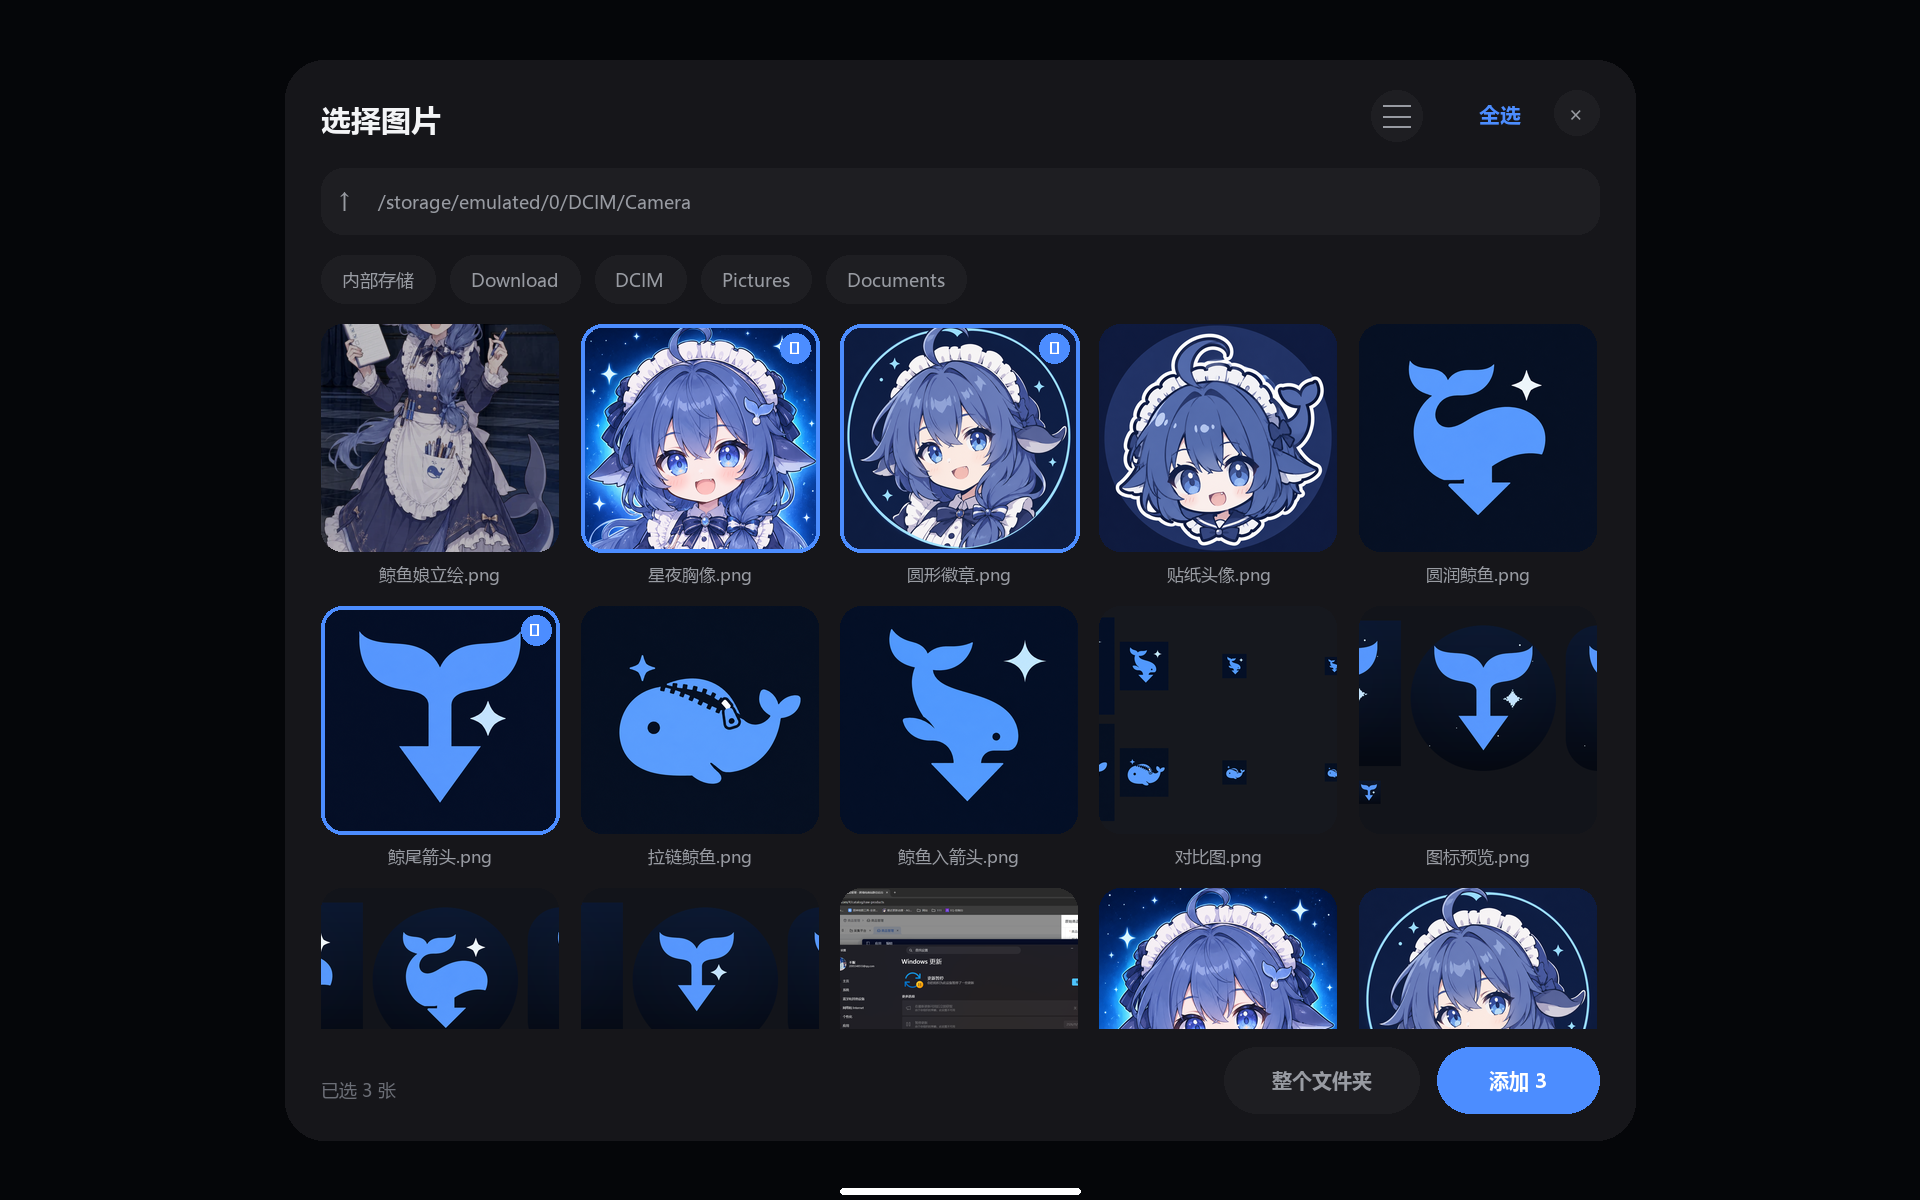 选择图片
全选
×
↑ /storage/emulated/0/DCIM/Camera
内部存储 Download DCIM Pictures Documents
鲸鱼娘立绘.png 星夜胸像.png 圆形徽章.png 贴纸头像.png 圆润鲸鱼.png
鲸尾箭头.png 拉链鲸鱼.png 鲸鱼入箭头.png 对比图.png 图标预览.png
Windows 更新
已选 3 张
整个文件夹
添加 3